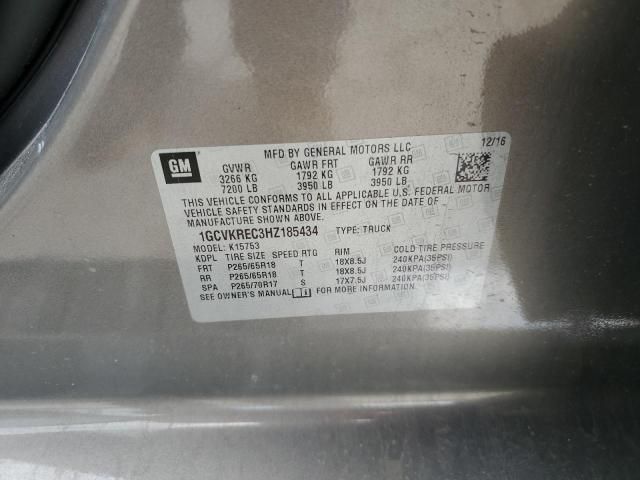 GM
MFD BY GENERAL MOTORS LLC
12/16
GVWR GAWR FRT GAWR RR
3266 KG 1792 KG 1792 KG
7200 LB 3950 LB 3950 LB
THIS VEHICLE CONFORMS TO ALL APPLICABLE U.S. FEDERAL MOTOR
VEHICLE SAFETY STANDARDS IN EFFECT ON THE DATE OF
MANUFACTURE SHOWN ABOVE.
1GCVKREC3HZ185434 TYPE: TRUCK
MODEL: K15753
KDPL TIRE SIZE SPEED RTG RIM COLD TIRE PRESSURE
FRT P265/65R18 T 18X8.5J 240KPA(35PSI)
RR P265/65R18 T 18X8.5J 240KPA(35PSI)
SPA P265/70R17 S 17X7.5J 240KPA(35PSI)
SEE OWNER'S MANUAL FOR MORE INFORMATION.